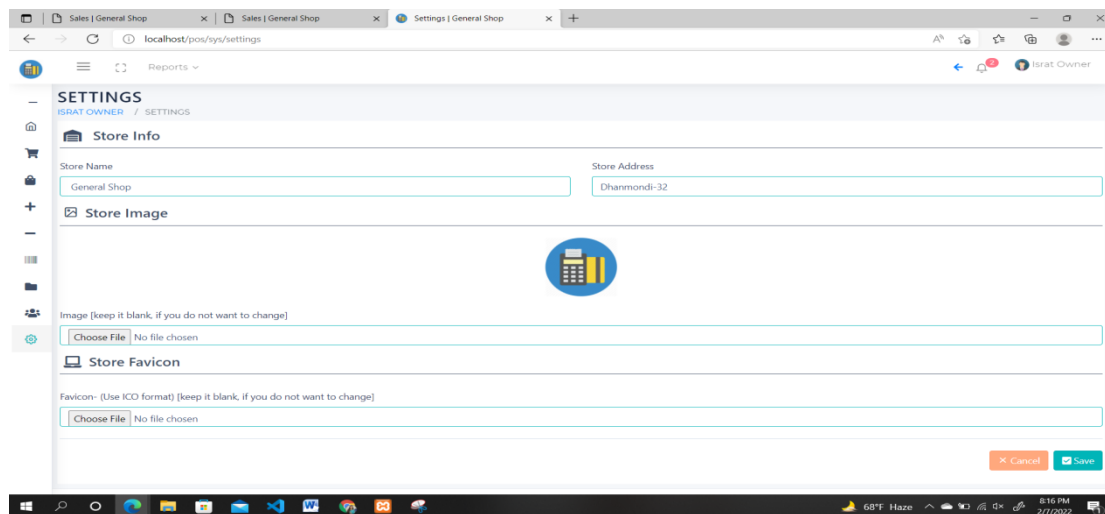 Sales | General Shop
Sales | General Shop
Settings | General Shop
localhost/pos/sys/settings
Reports
2
Israt Owner
SETTINGS
ISRAT OWNER / SETTINGS
Store Info
Store Name
Store Address
General Shop
Dhanmondi-32
Store Image
Image [keep it blank, if you do not want to change]
Choose File No file chosen
Store Favicon
Favicon- (Use ICO format) [keep it blank, if you do not want to change]
Choose File No file chosen
× Cancel
Save
68°F Haze
8:16 PM
2/7/2022